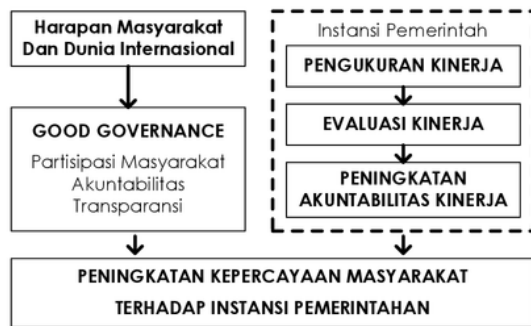 Harapan Masyarakat
Dan Dunia Internasional
GOOD GOVERNANCE
Partisipasi Masyarakat
Akuntabilitas
Transparansi
Instansi Pemerintah
PENGUKURAN KINERJA
EVALUASI KINERJA
PENINGKATAN
AKUNTABILITAS KINERJA
PENINGKATAN KEPERCAYAAN MASYARAKAT
TERHADAP INSTANSI PEMERINTAHAN